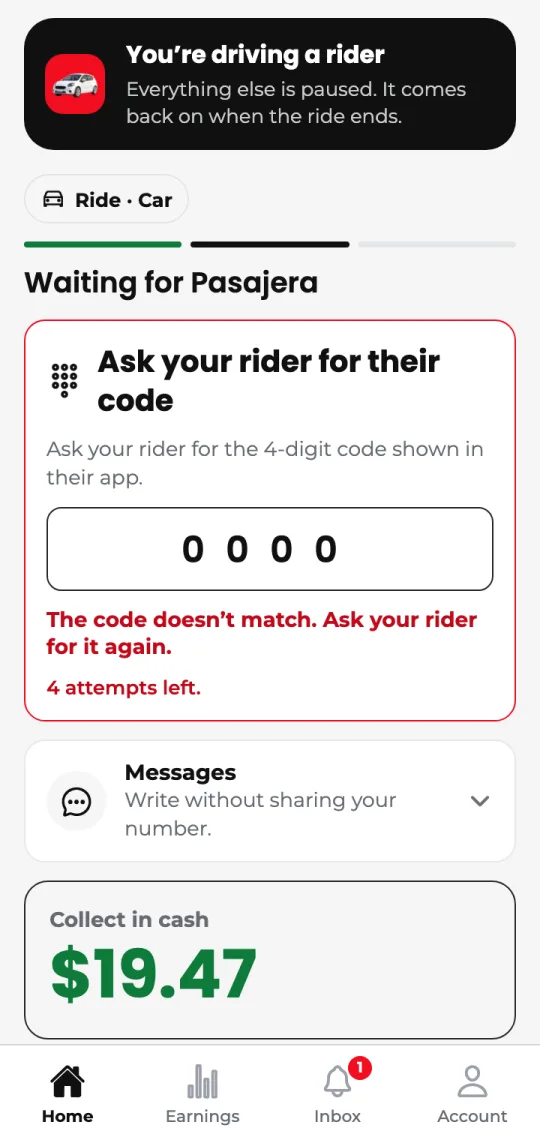 You’re driving a rider
Everything else is paused. It comes
back on when the ride ends.
Ride · Car
Waiting for Pasajera
Ask your rider for their
code
Ask your rider for the 4-digit code shown in
their app.
0 0 0 0
The code doesn’t match. Ask your rider
for it again.
4 attempts left.
Messages
Write without sharing your
number.
Collect in cash
$19.47
1
Home
Earnings
Inbox
Account